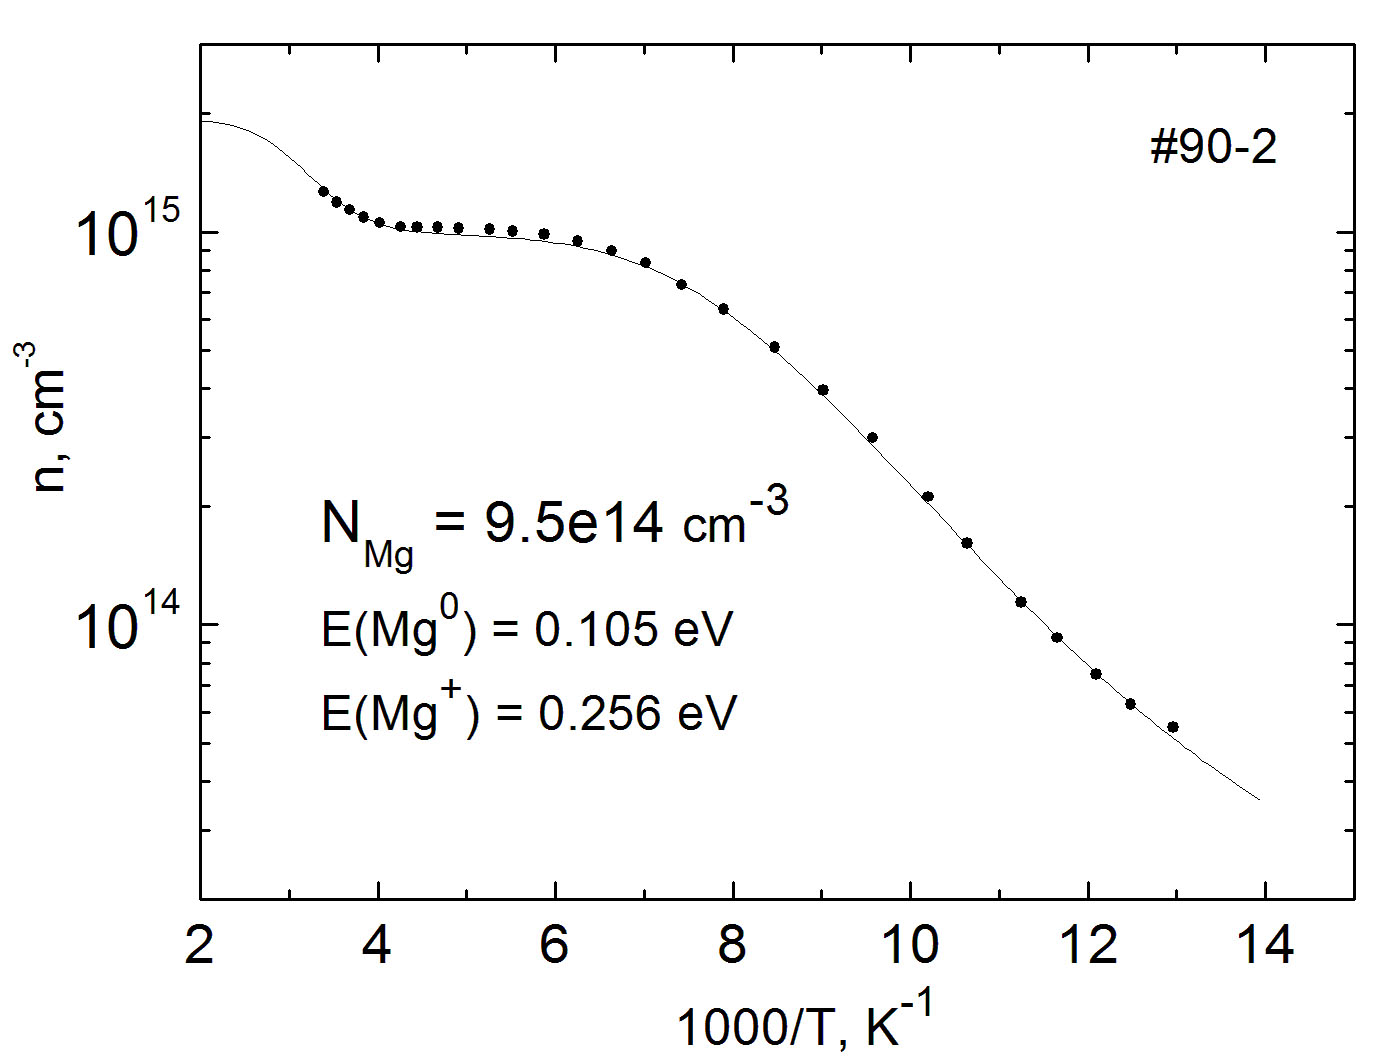 #90-2
10^15
n, cm^-3
N_Mg = 9.5e14 cm^-3
10^14
E(Mg^0) = 0.105 eV
E(Mg^+) = 0.256 eV
2 4 6 8 10 12 14
1000/T, K^-1